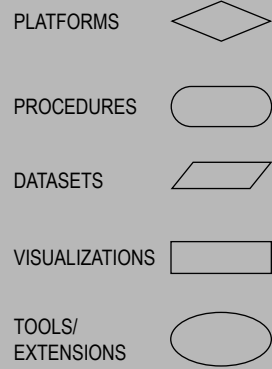 PLATFORMS
PROCEDURES
DATASETS
VISUALIZATIONS
TOOLS/
EXTENSIONS